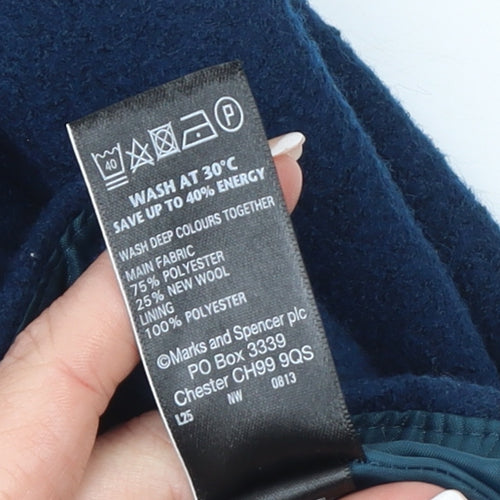 40 P
WASH AT 30°C
SAVE UP TO 40% ENERGY
WASH DEEP COLOURS TOGETHER
MAIN FABRIC
75% POLYESTER
25% NEW WOOL
LINING
100% POLYESTER
©Marks and Spencer plc
PO Box 3339
Chester CH99 9QS
L25 NW 0813